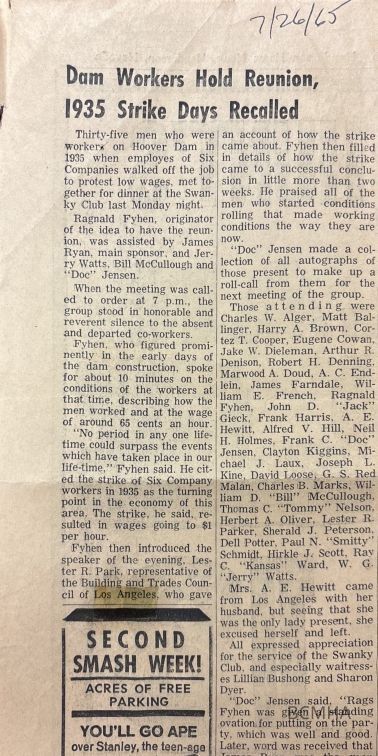 7/26/65
Dam Workers Hold Reunion,
1935 Strike Days Recalled
Thirty-five men who were
workers on Hoover Dam in
1935 when employes of Six
Companies walked off the job
to protest low wages, met to-
gether for dinner at the Swan-
ky Club last Monday night.
Ragnald Fyhen, originator
of the idea to have the reun-
ion, was assisted by James
Ryan, main sponsor, and Jer-
ry Watts, Bill McCullough and
"Doc" Jensen.
When the meeting was call-
ed to order at 7 p.m., the
group stood in honorable and
reverent silence to the absent
and departed co-workers.
Fyhen, who figured promi-
nently in the early days of
the dam construction, spoke
for about 10 minutes on the
conditions of the workers at
that time, describing how the
men worked and at the wage
of around 65 cents an hour.
"No period in any one life-
time could surpass the events
which have taken place in our
life-time," Fyhen said. He cit-
ed the strike of Six Company
workers in 1935 as the turning
point in the economy of this
area. The strike, he said, re-
sulted in wages going to $1
per hour.
Fyhen then introduced the
speaker of the evening, Les-
ter R. Park, representative of
the Building and Trades Coun-
cil of Los Angeles, who gave
SECOND
SMASH WEEK!
ACRES OF FREE
PARKING
YOU'LL GO APE
over Stanley, the teen-age
an account of how the strike
came about. Fyhen then filled
in details of how the strike
came to a successful conclu-
sion in little more than two
weeks. He praised all of the
men who started conditions
rolling that made working
conditions the way they are
now.
"Doc" Jensen made a col-
lection of all autographs of
those present to make up a
roll-call from them for the
next meeting of the group.
Those attending were
Charles W. Alger, Matt Bal-
linger, Harry A. Brown, Cor-
tez T. Cooper, Eugene Cowan,
Jake W. Dieleman, Arthur E.
Denison, Robert H. Denning,
Marwood A. Doud, A. C. End-
lein, James Farndale, Wil-
liam E. French, Ragnald
Fyhen, John D. "Jack"
Gieck, Frank Harris, A. E.
Hewitt, Alfred V. Hill, Neil
H. Holmes, Frank C. "Doc"
Jensen, Clayton Kiggins, Mi-
chael J. Laux, Joseph L.
Kine, David Loose, G. S. Red
Malan, Charles B. Marks, Wil-
liam D. "Bill" McCullough,
Thomas C. "Tommy" Nelson,
Herbert A. Oliver, Lester R.
Parker, Sherald J. Peterson,
Dell Potter, Paul N. "Smitty"
Schmidt, Hirkle J. Scott, Ray
C. "Kansas" Ward, W. G.
"Jerry" Watts.
Mrs. A. E. Hewitt came
from Los Angeles with her
husband, but seeing that she
was the only lady present, she
excused herself and left.
All expressed appreciation
for the service of the Swanky
Club, and especially waitress-
es Lillian Bushong and Sharon
Dyer.
"Doc" Jensen said, "Rags
Fyhen was given a standing
ovation for putting on the par-
ty, which was well and good.
Later, word was received that
BCMHA